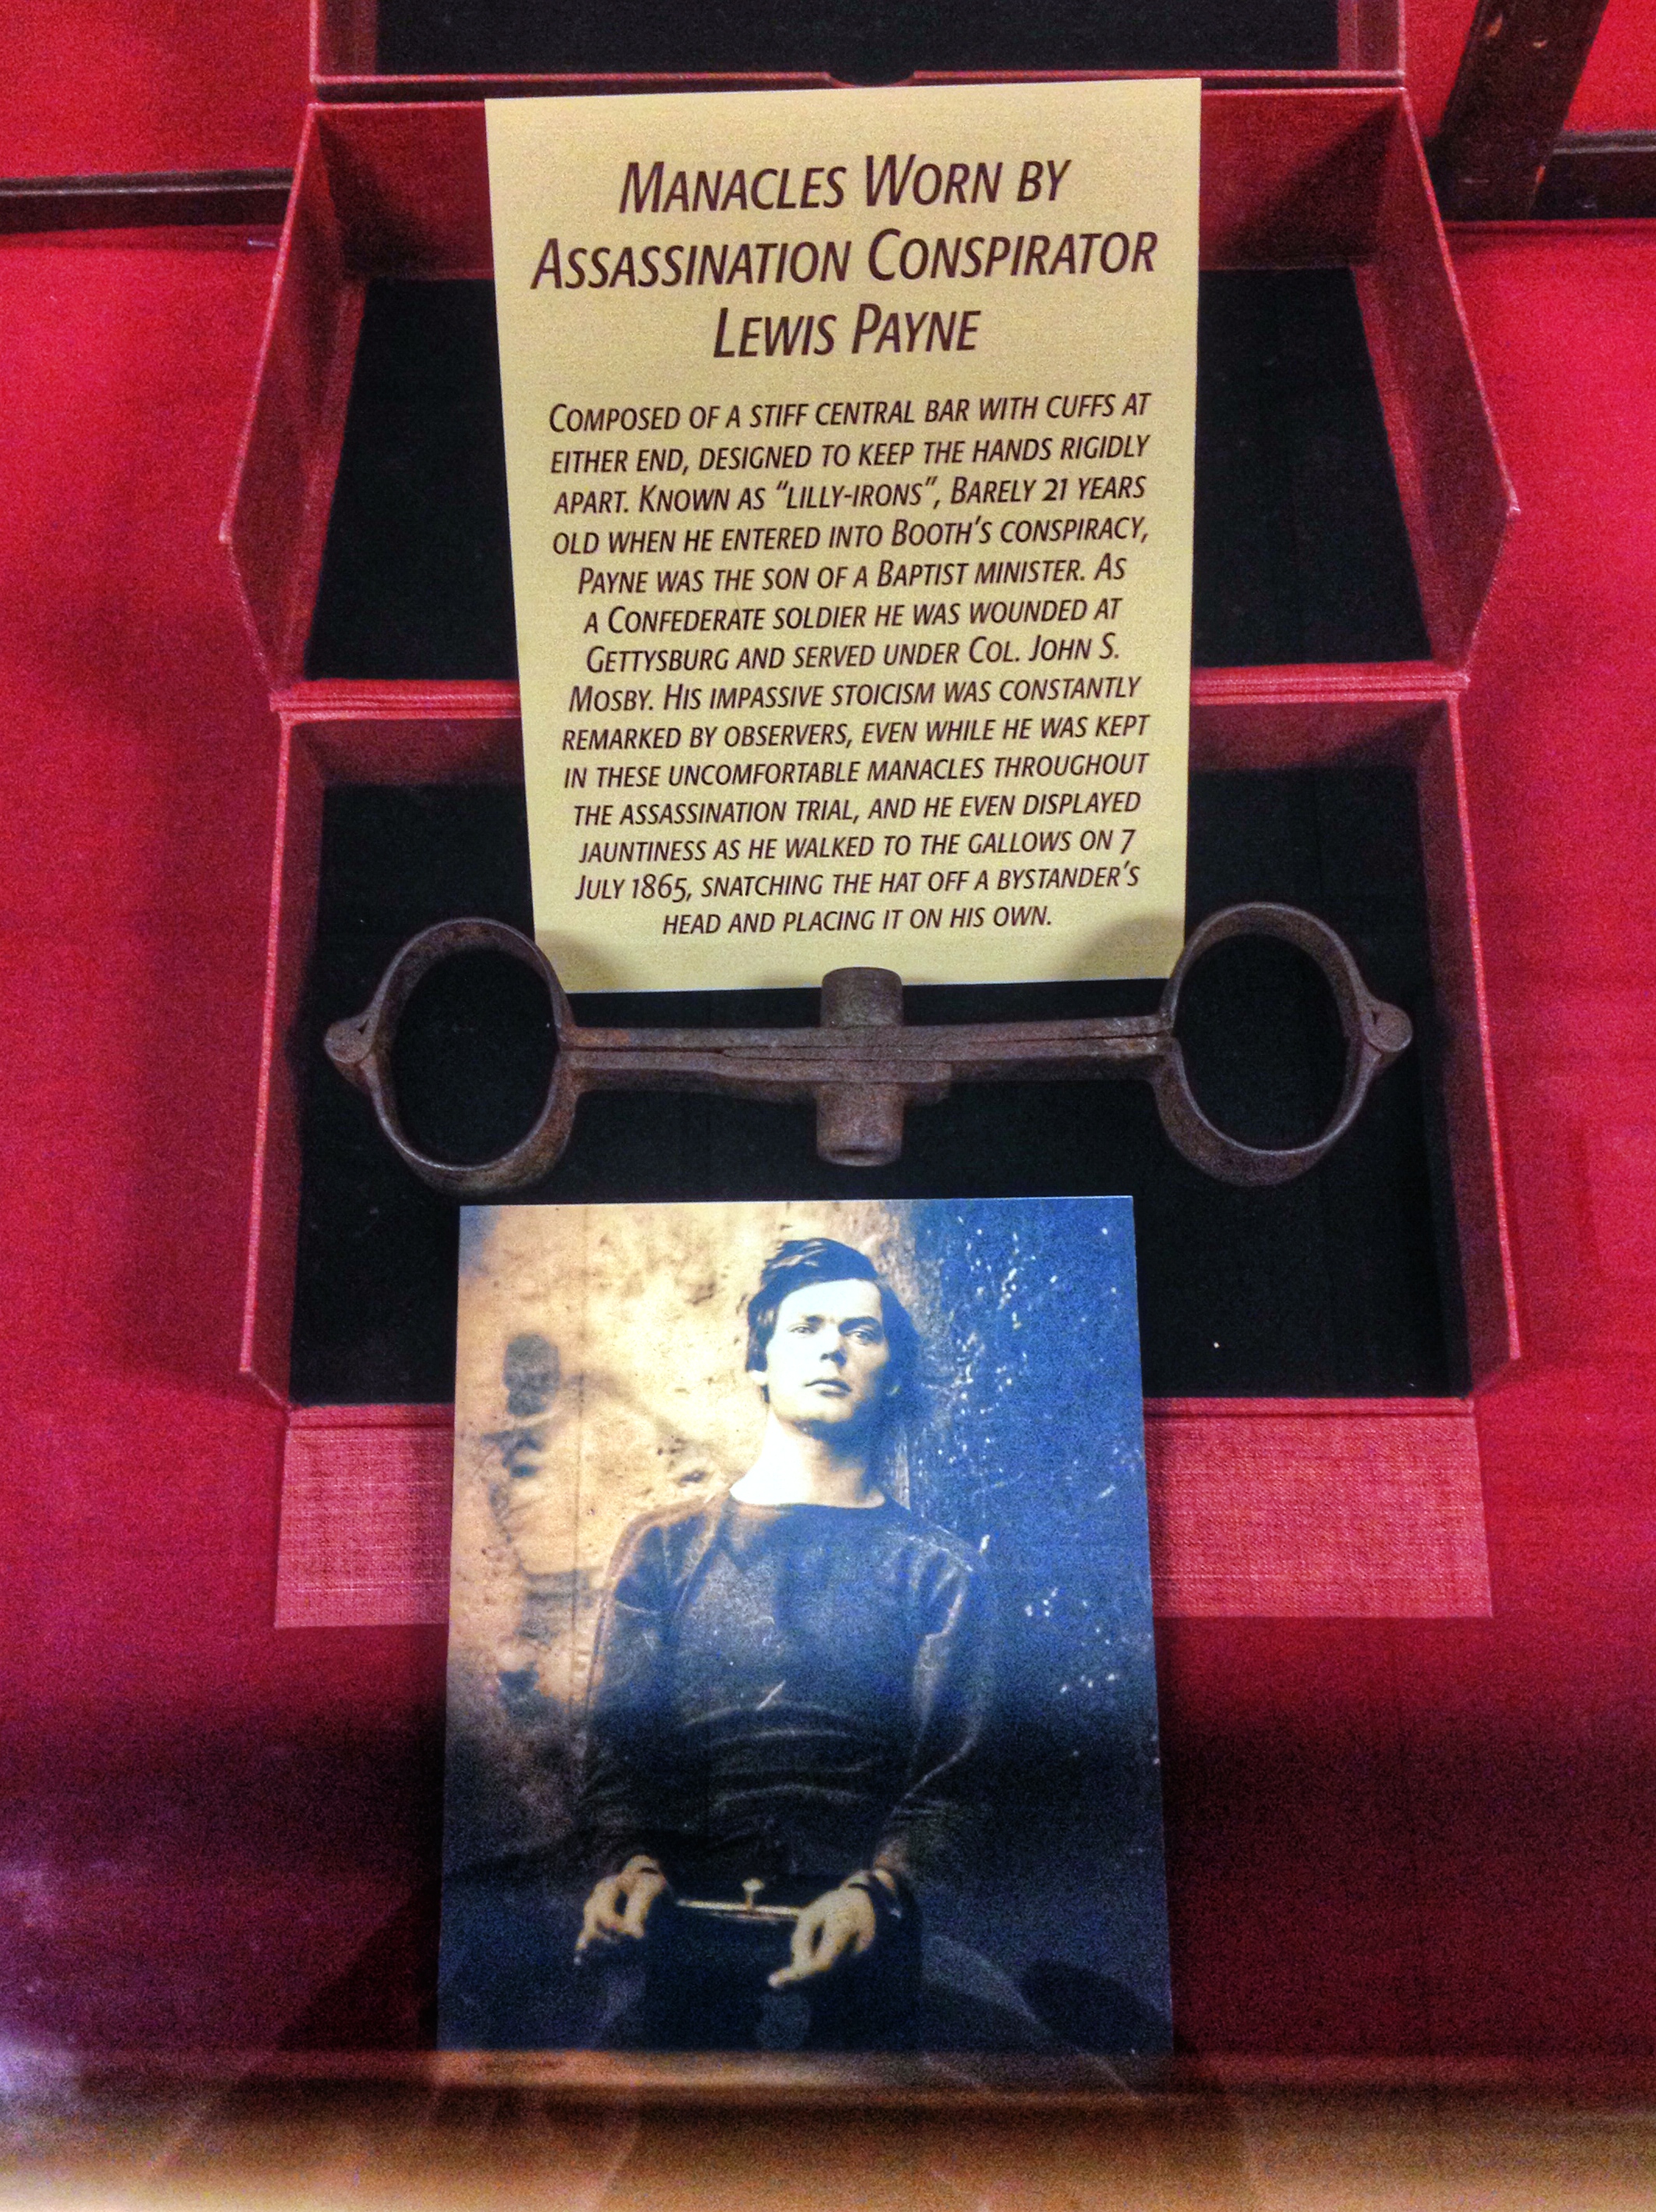 Manacles Worn by
Assassination Conspirator
Lewis Payne
Composed of a stiff central bar with cuffs at
either end, designed to keep the hands rigidly
apart. Known as “lilly-irons”, Barely 21 years
old when he entered into Booth’s conspiracy,
Payne was the son of a Baptist minister. As
a Confederate soldier he was wounded at
Gettysburg and served under Col. John S.
Mosby. His impassive stoicism was constantly
remarked by observers, even while he was kept
in these uncomfortable manacles throughout
the assassination trial, and he even displayed
jauntiness as he walked to the gallows on 7
July 1865, snatching the hat off a bystander’s
head and placing it on his own.